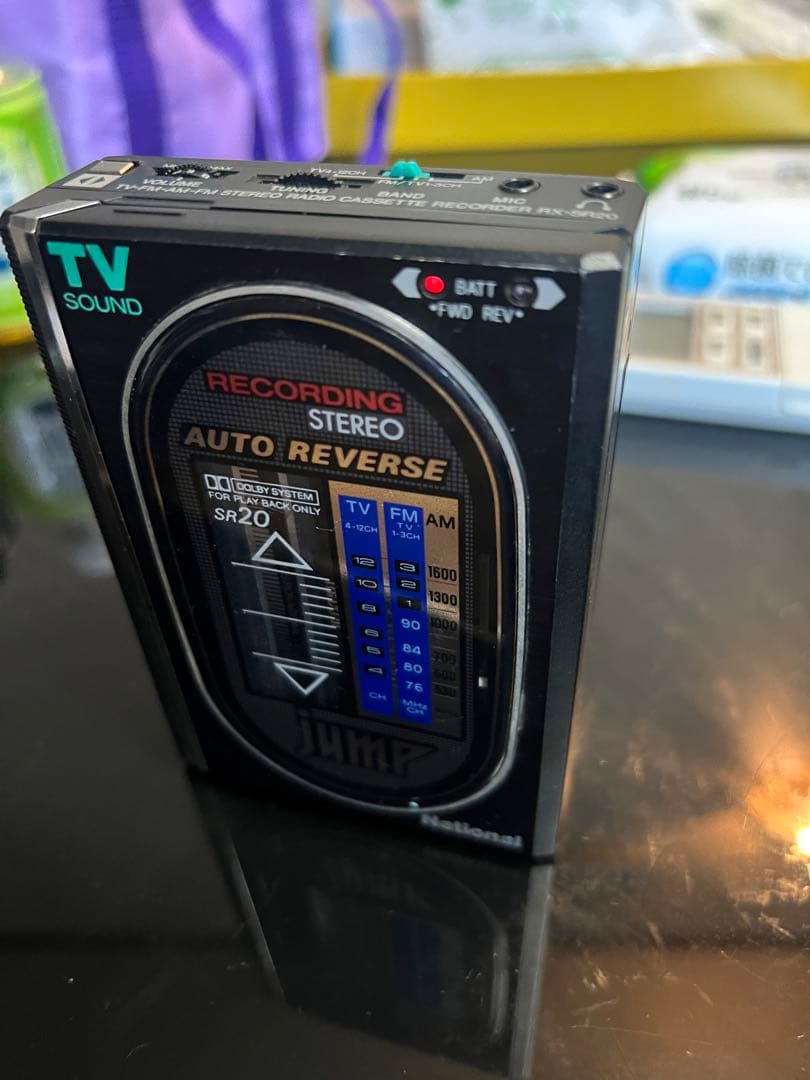 VOLUME
TUNING
TV4-12CH
FM/TV1-3CH
AM
BAND
MIC
TV-FM-AM-FM STEREO RADIO CASSETTE RECORDER RX-SR20
TV
SOUND
BATT
•FWD REV•
RECORDING
STEREO
AUTO REVERSE
DOLBY SYSTEM
FOR PLAY BACK ONLY
SR20
TV
4-12CH
12
10
8
6
5
4
CH
FM
TV
1-3CH
3
2
1
90
84
80
76
MHz
CH
AM
1600
1300
1000
700
jump
National